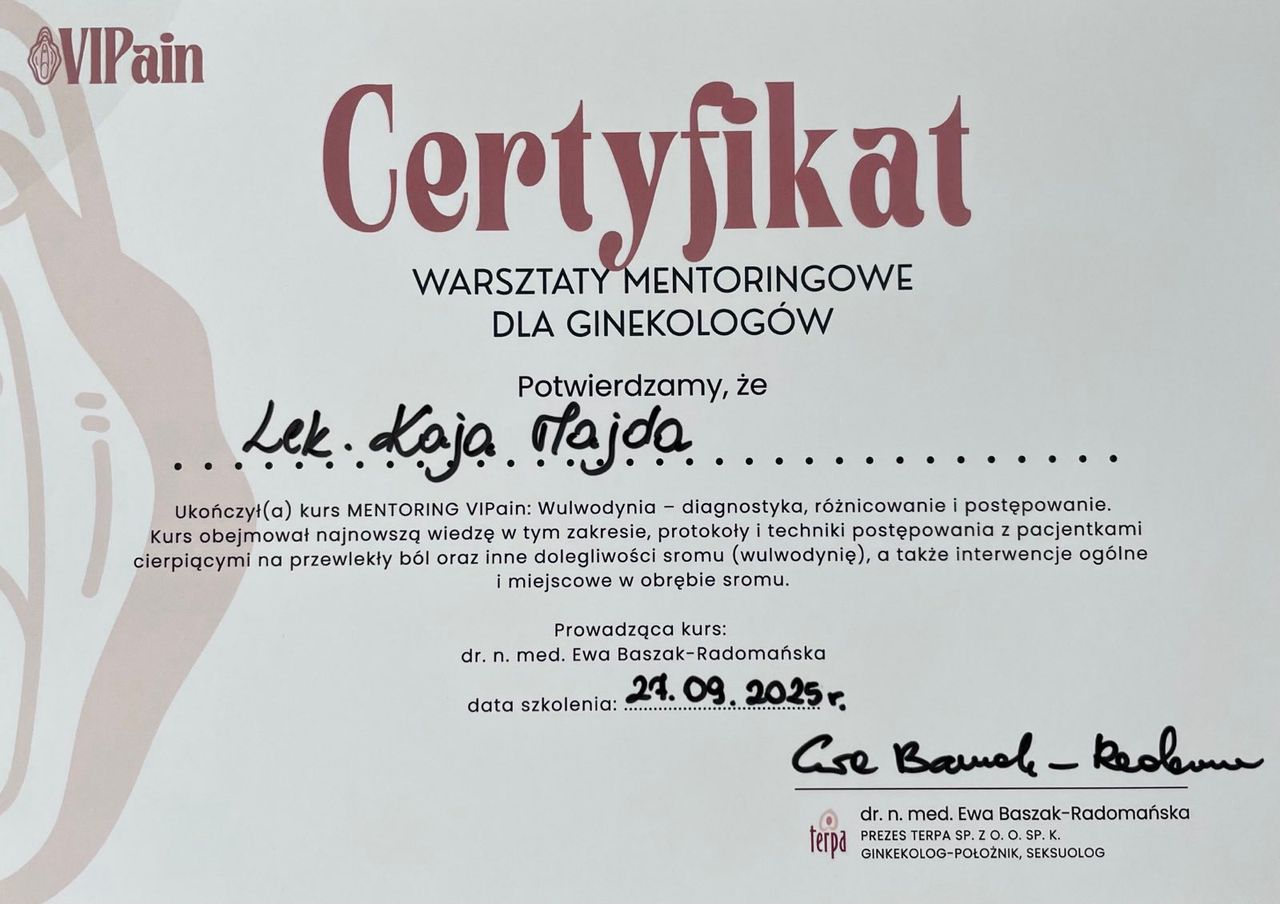 VIPain
Certyfikat
WARSZTATY MENTORINGOWE
DLA GINEKOLOGÓW
Potwierdzamy, że
Lek. Kaja Majda
Ukończył(a) kurs MENTORING VIPain: Wulwodynia – diagnostyka, różnicowanie i postępowanie.
Kurs obejmował najnowszą wiedzę w tym zakresie, protokoły i techniki postępowania z pacjentkami
cierpiącymi na przewlekły ból oraz inne dolegliwości sromu (wulwodynię), a także interwencje ogólne
i miejscowe w obrębie sromu.
Prowadząca kurs:
dr. n. med. Ewa Baszak-Radomańska
data szkolenia: 27.09.2025 r.
Ewa Baszak-Radomańska
terpa
dr. n. med. Ewa Baszak-Radomańska
PREZES TERPA SP. Z O. O. SP. K.
GINKEKOLOG-POŁOŻNIK, SEKSUOLOG